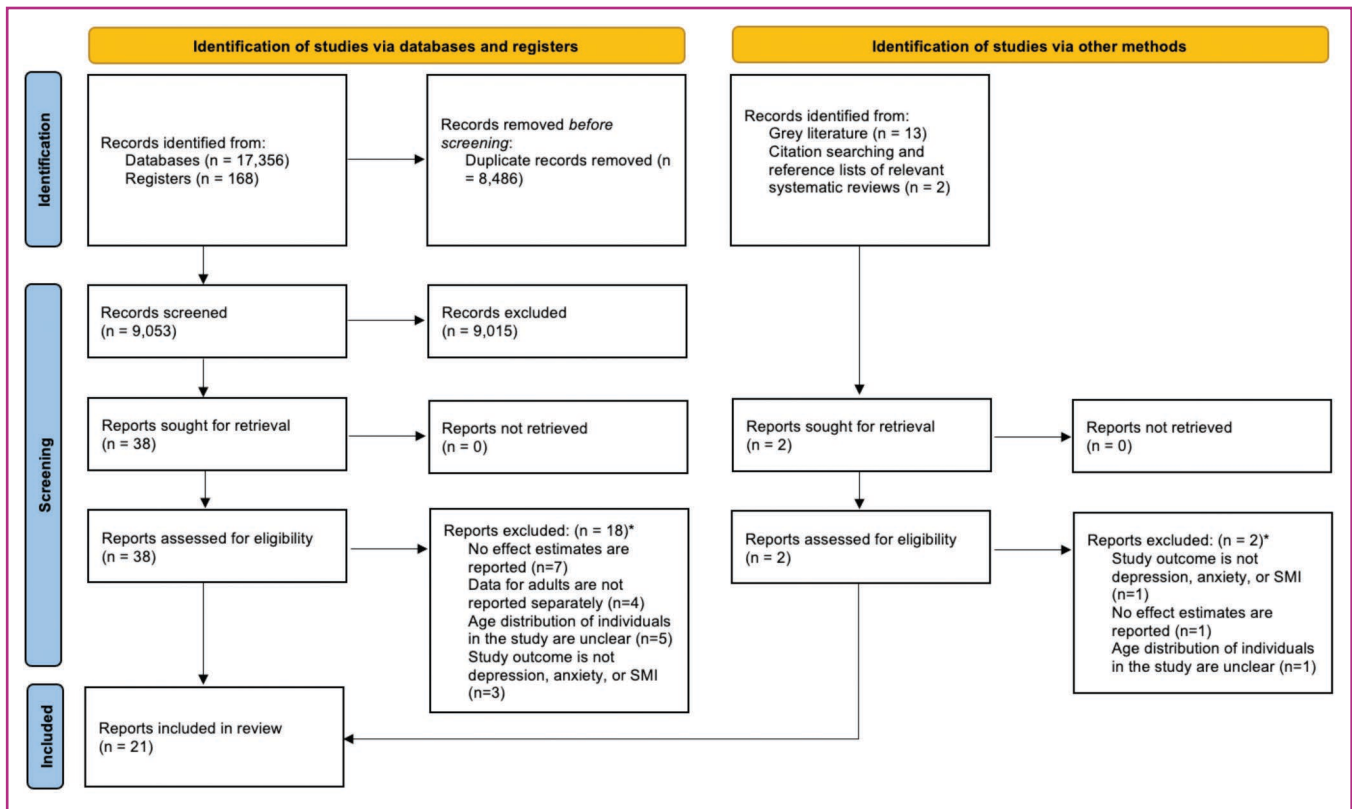 Identification of studies via databases and registers
Identification of studies via other methods
Identification
Records identified from:
Databases (n = 17,356)
Registers (n = 168)
Records removed before
screening:
Duplicate records removed (n
= 8,486)
Records identified from:
Grey literature (n = 13)
Citation searching and
reference lists of relevant
systematic reviews (n = 2)
Screening
Records screened
(n = 9,053)
Records excluded
(n = 9,015)
Reports sought for retrieval
(n = 38)
Reports not retrieved
(n = 0)
Reports sought for retrieval
(n = 2)
Reports not retrieved
(n = 0)
Reports assessed for eligibility
(n = 38)
Reports excluded: (n = 18)*
No effect estimates are
reported (n=7)
Data for adults are not
reported separately (n=4)
Age distribution of individuals
in the study are unclear (n=5)
Study outcome is not
depression, anxiety, or SMI
(n=3)
Reports assessed for eligibility
(n = 2)
Reports excluded: (n = 2)*
Study outcome is not
depression, anxiety, or SMI
(n=1)
No effect estimates are
reported (n=1)
Age distribution of individuals
in the study are unclear (n=1)
Included
Reports included in review
(n = 21)